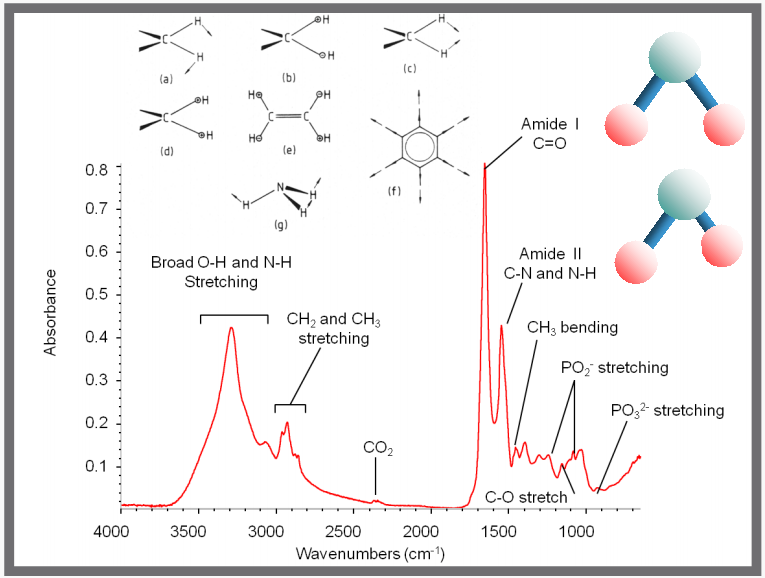 C H H
(a)
C ⊕H ⊖H
(b)
C H H
(c)
C ⊕H ⊕H
(d)
H⊕ ⊖H C C H⊖ ⊕H
(e)
(f)
N H H H
(g)
Amide I
C=O
Amide II
C-N and N-H
Broad O-H and N-H
Stretching
CH₂ and CH₃
stretching
CO₂
CH₃ bending
PO₂⁻ stretching
PO₃²⁻ stretching
C-O stretch
Absorbance
0.8
0.7
0.6
0.5
0.4
0.3
0.2
0.1
4000 3500 3000 2500 2000 1500 1000
Wavenumbers (cm⁻¹)